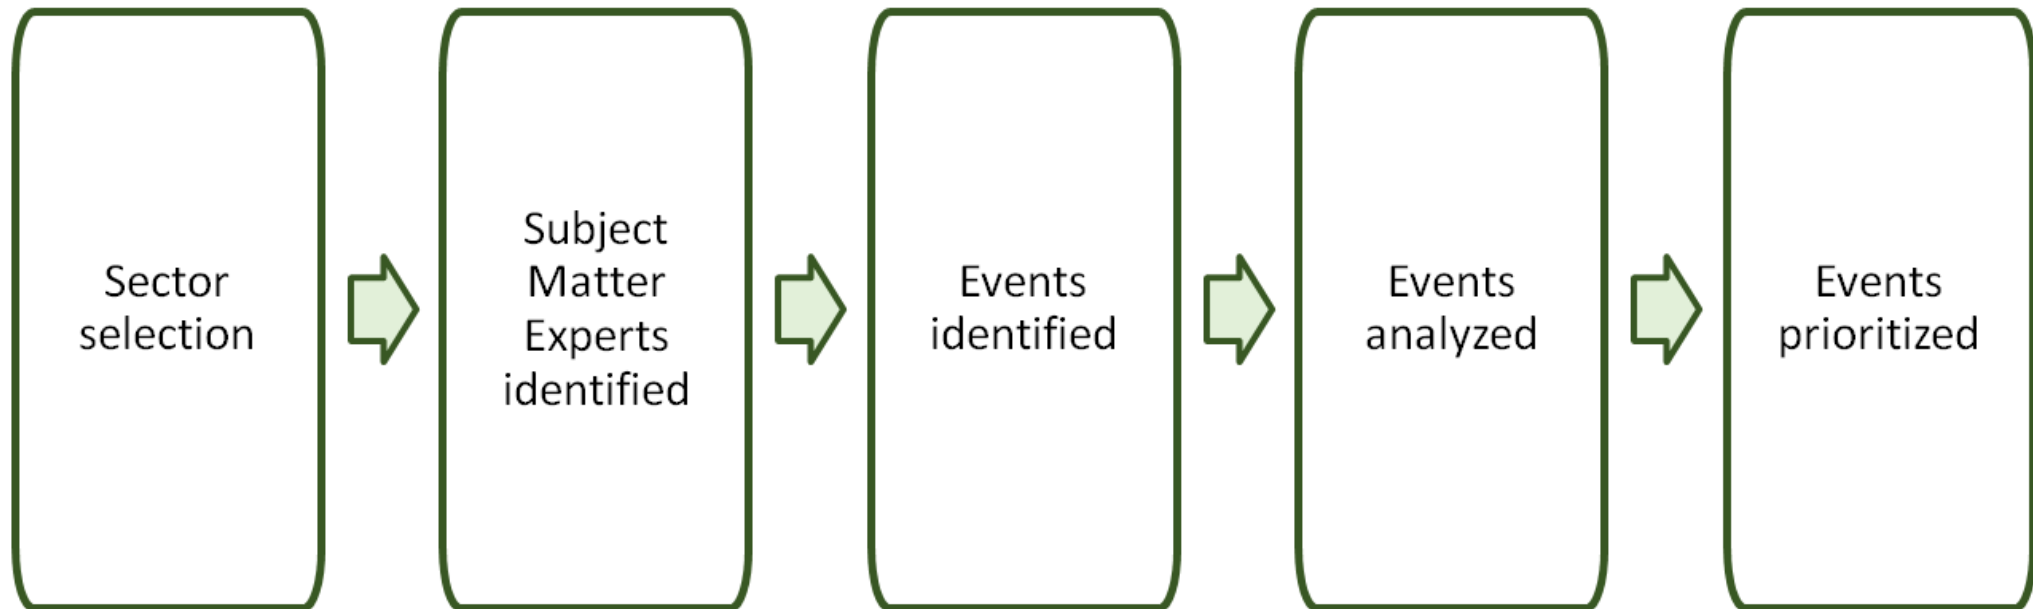 Sector
selection
Subject
Matter
Experts
identified
Events
identified
Events
analyzed
Events
prioritized